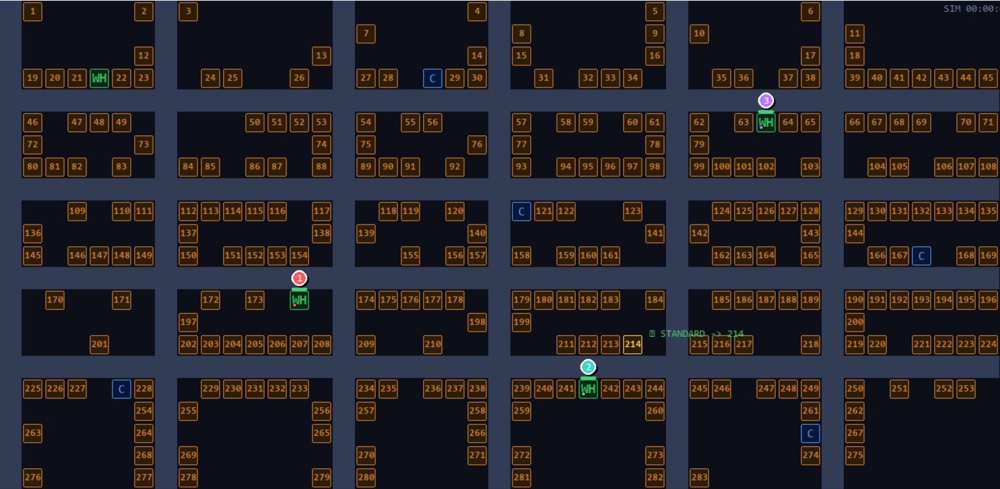 1 2 3 4 5 6 SIM 00:00:
7 8 9 10 11
12 13 14 15 16 17 18
19 20 21 WH 22 23 24 25 26 27 28 C 29 30 31 32 33 34 35 36 37 38 39 40 41 42 43 44 45
3
46 47 48 49 50 51 52 53 54 55 56 57 58 59 60 61 62 63 WH 64 65 66 67 68 69 70 71
72 73 74 75 76 77 78 79
80 81 82 83 84 85 86 87 88 89 90 91 92 93 94 95 96 97 98 99 100 101 102 103 104 105 106 107 108
109 110 111 112 113 114 115 116 117 118 119 120 C 121 122 123 124 125 126 127 128 129 130 131 132 133 134 135
136 137 138 139 140 141 142 143 144
145 146 147 148 149 150 151 152 153 154 155 156 157 158 159 160 161 162 163 164 165 166 167 C 168 169
1
170 171 172 173 WH 174 175 176 177 178 179 180 181 182 183 184 185 186 187 188 189 190 191 192 193 194 195 196
197 198 199 200
STANDARD -> 214
201 202 203 204 205 206 207 208 209 210 211 212 213 214 215 216 217 218 219 220 221 222 223 224
2
225 226 227 C 228 229 230 231 232 233 234 235 236 237 238 239 240 241 WH 242 243 244 245 246 247 248 249 250 251 252 253
254 255 256 257 258 259 260 261 262
263 264 265 266 C 267
268 269 270 271 272 273 274 275
276 277 278 279 280 281 282 283